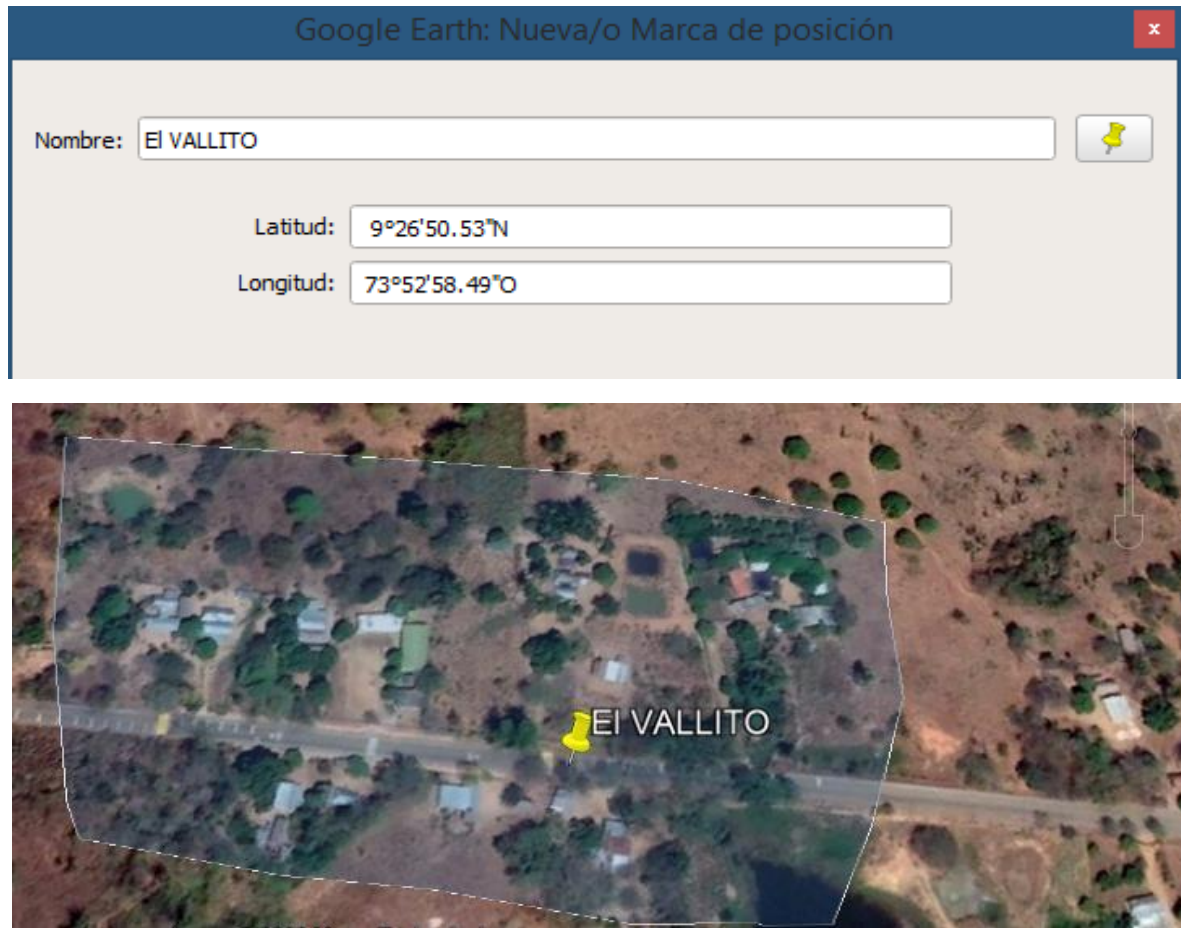 Google Earth: Nueva/o Marca de posición
x
Nombre: El VALLITO
Latitud: 9°26'50.53"N
Longitud: 73°52'58.49"O
El VALLITO